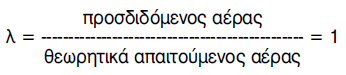 προσδιδόμενος αέρας
λ = ---------------------------------------- = 1
θεωρητικά απαιτούμενος αέρας